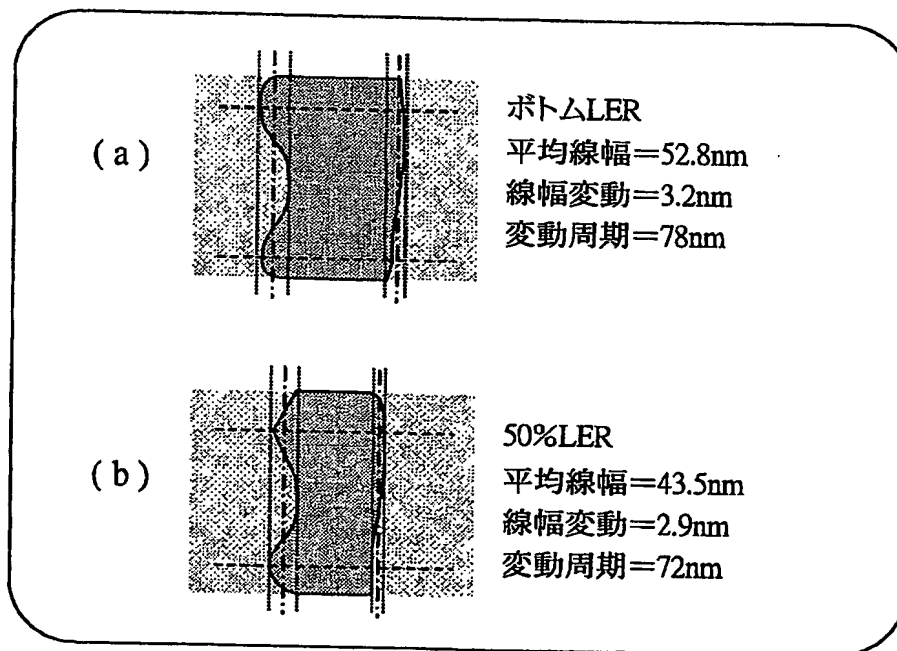 (a)
ボトムLER
平均線幅=52.8nm
線幅変動=3.2nm
変動周期=78nm
(b)
50%LER
平均線幅=43.5nm
線幅変動=2.9nm
変動周期=72nm